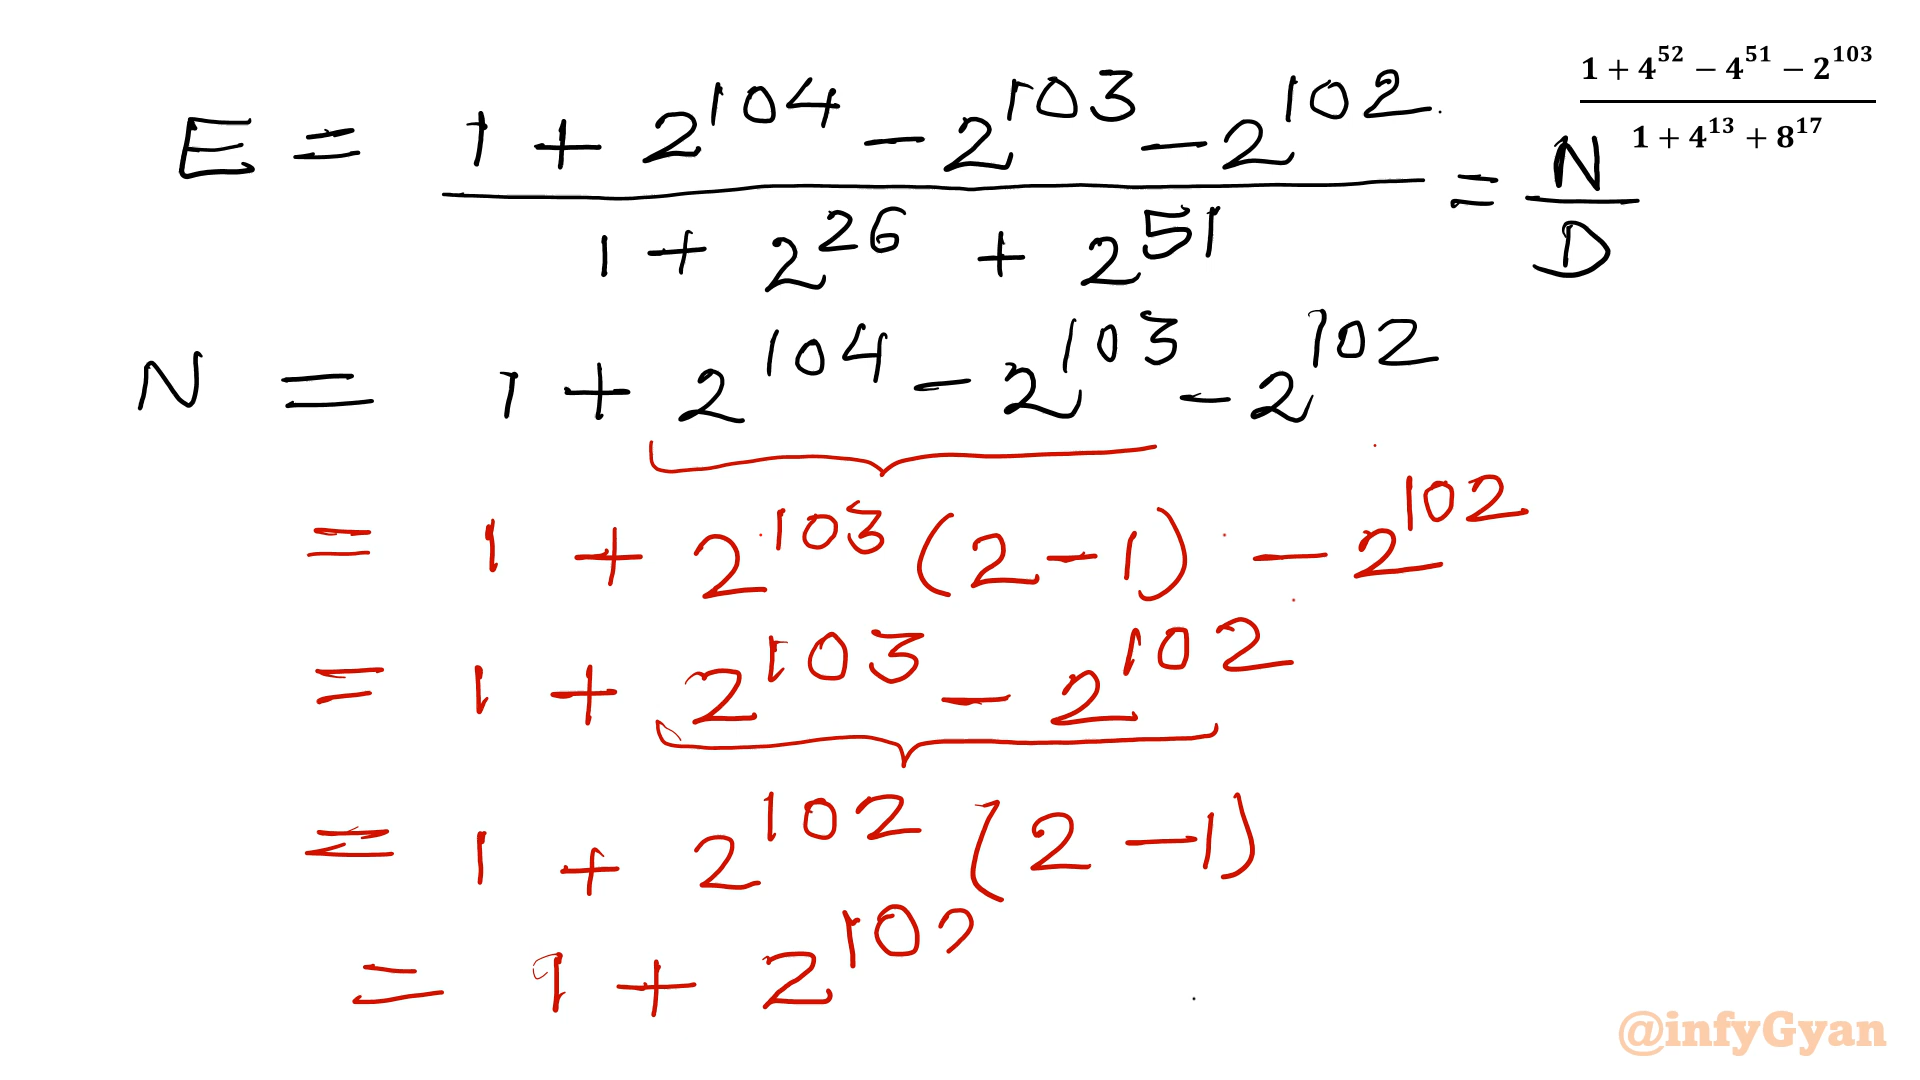 E = (1 + 2^104 - 2^103 - 2^102) / (1 + 2^26 + 2^51) = N / D
(1 + 4^52 − 4^51 − 2^103) / (1 + 4^13 + 8^17)
N = 1 + 2^104 - 2^103 - 2^102
= 1 + 2^103 (2 - 1) - 2^102
= 1 + 2^103 - 2^102
= 1 + 2^102 (2 - 1)
= 1 + 2^102
@infyGyan